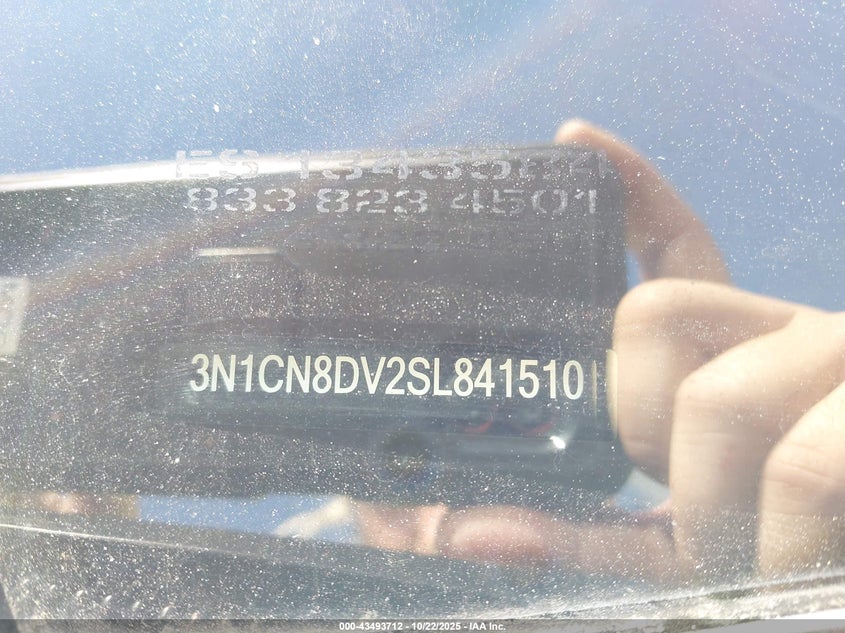 833 823 4501
3N1CN8DV2SL841510
000-43493712 - 10/22/2025 - IAA Inc.